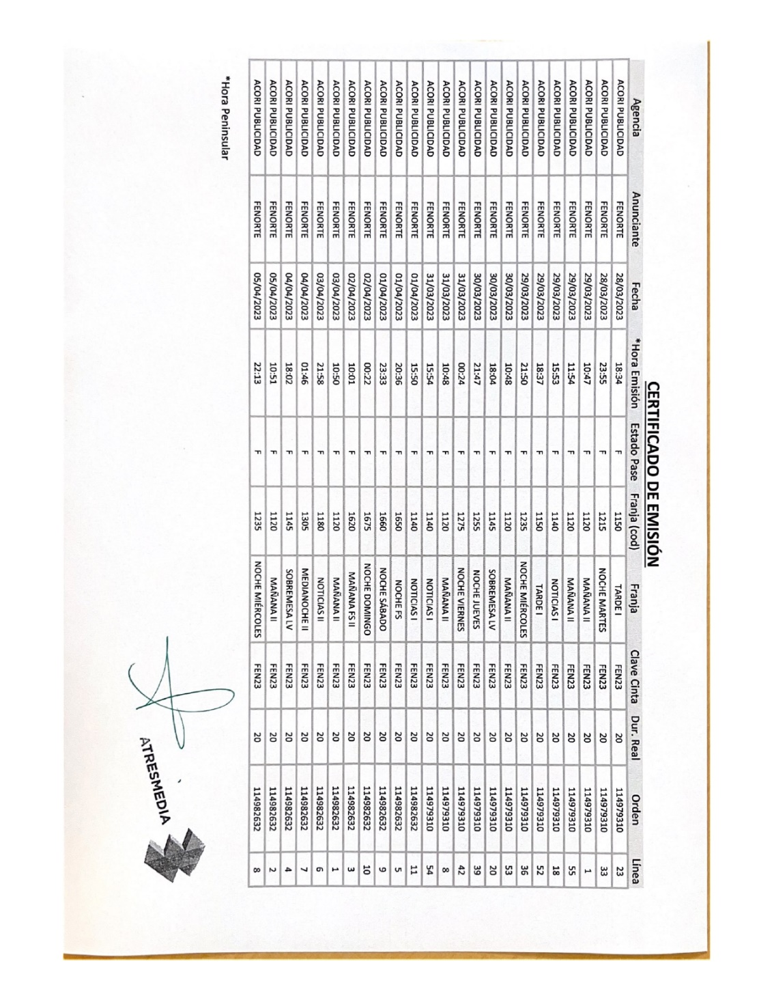 CERTIFICADO DE EMISIÓN
Agencia Anunciante Fecha *Hora Emisión Estado Pase Franja (cod) Franja Clave Cinta Dur. Real Orden Línea
ACORI PUBLICIDAD FENORTE 28/03/2023 18:34 F 1150 TARDE I FEN23 20 114979310 23
ACORI PUBLICIDAD FENORTE 28/03/2023 23:55 F 1215 NOCHE MARTES FEN23 20 114979310 33
ACORI PUBLICIDAD FENORTE 29/03/2023 10:47 F 1120 MAÑANA II FEN23 20 114979310 1
ACORI PUBLICIDAD FENORTE 29/03/2023 11:54 F 1120 MAÑANA II FEN23 20 114979310 55
ACORI PUBLICIDAD FENORTE 29/03/2023 15:53 F 1140 NOTICIAS I FEN23 20 114979310 18
ACORI PUBLICIDAD FENORTE 29/03/2023 18:37 F 1150 TARDE I FEN23 20 114979310 52
ACORI PUBLICIDAD FENORTE 29/03/2023 21:50 F 1235 NOCHE MIÉRCOLES FEN23 20 114979310 36
ACORI PUBLICIDAD FENORTE 30/03/2023 10:48 F 1120 MAÑANA II FEN23 20 114979310 53
ACORI PUBLICIDAD FENORTE 30/03/2023 18:04 F 1145 SOBREMESA LV FEN23 20 114979310 20
ACORI PUBLICIDAD FENORTE 30/03/2023 21:47 F 1255 NOCHE JUEVES FEN23 20 114979310 39
ACORI PUBLICIDAD FENORTE 31/03/2023 00:24 F 1275 NOCHE VIERNES FEN23 20 114979310 42
ACORI PUBLICIDAD FENORTE 31/03/2023 10:48 F 1120 MAÑANA II FEN23 20 114979310 8
ACORI PUBLICIDAD FENORTE 31/03/2023 15:54 F 1140 NOTICIAS I FEN23 20 114979310 54
ACORI PUBLICIDAD FENORTE 01/04/2023 15:50 F 1140 NOTICIAS I FEN23 20 114982632 11
ACORI PUBLICIDAD FENORTE 01/04/2023 20:36 F 1650 NOCHE FS FEN23 20 114982632 5
ACORI PUBLICIDAD FENORTE 01/04/2023 23:33 F 1660 NOCHE SÁBADO FEN23 20 114982632 9
ACORI PUBLICIDAD FENORTE 02/04/2023 00:22 F 1675 NOCHE DOMINGO FEN23 20 114982632 10
ACORI PUBLICIDAD FENORTE 02/04/2023 10:01 F 1620 MAÑANA FS II FEN23 20 114982632 3
ACORI PUBLICIDAD FENORTE 03/04/2023 10:50 F 1120 MAÑANA II FEN23 20 114982632 1
ACORI PUBLICIDAD FENORTE 03/04/2023 21:58 F 1180 NOTICIAS II FEN23 20 114982632 6
ACORI PUBLICIDAD FENORTE 04/04/2023 01:46 F 1305 MEDIANOCHE II FEN23 20 114982632 7
ACORI PUBLICIDAD FENORTE 04/04/2023 18:02 F 1145 SOBREMESA LV FEN23 20 114982632 4
ACORI PUBLICIDAD FENORTE 05/04/2023 10:51 F 1120 MAÑANA II FEN23 20 114982632 2
ACORI PUBLICIDAD FENORTE 05/04/2023 22:13 F 1235 NOCHE MIÉRCOLES FEN23 20 114982632 8
*Hora Peninsular
ATRESMEDIA